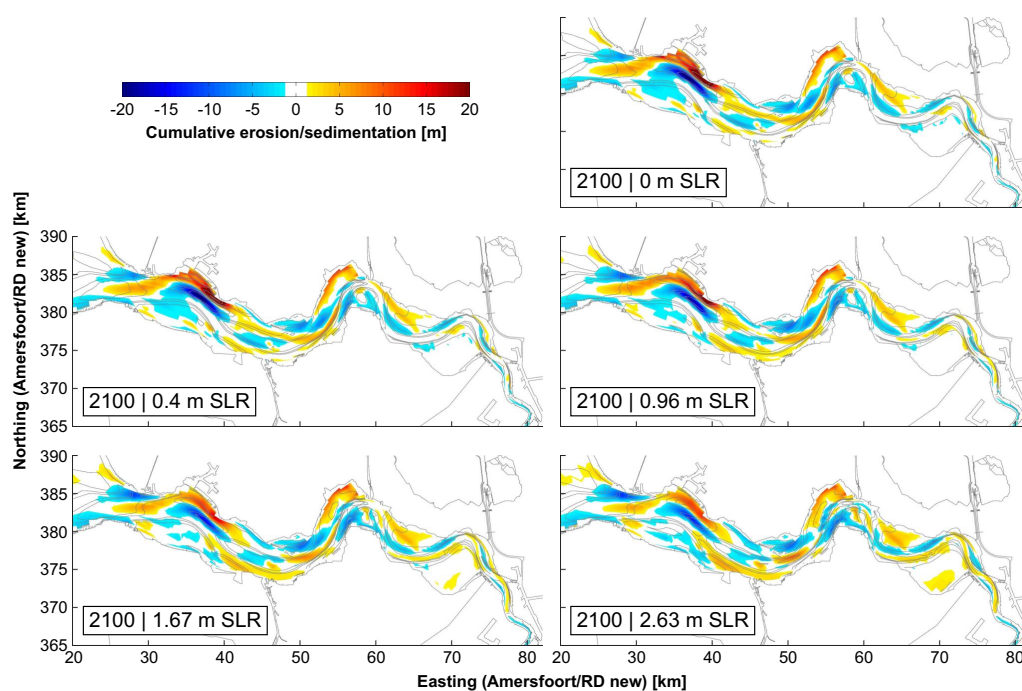 -20 -15 -10 -5 0 5 10 15 20
Cumulative erosion/sedimentation [m]
2100 | 0 m SLR
Northing (Amersfoort/RD new) [km]
390
385
380
375
370
365
2100 | 0.4 m SLR
2100 | 0.96 m SLR
390
385
380
375
370
365
2100 | 1.67 m SLR
2100 | 2.63 m SLR
20 30 40 50 60 70 80
20 30 40 50 60 70 80
Easting (Amersfoort/RD new) [km]